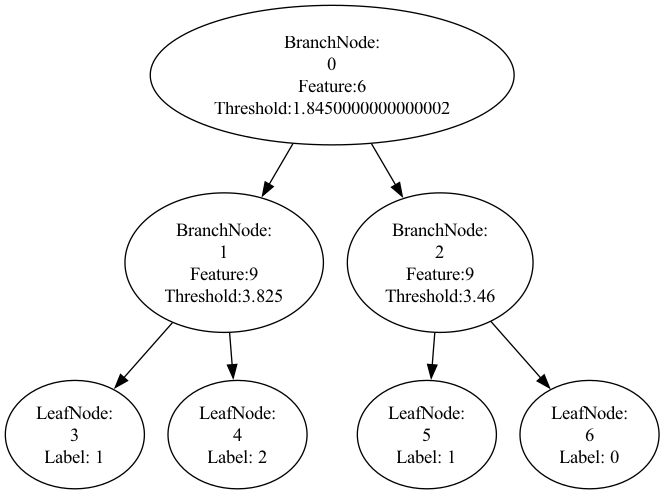 BranchNode:
0
Feature:6
Threshold:1.8450000000000002
BranchNode:
1
Feature:9
Threshold:3.825
BranchNode:
2
Feature:9
Threshold:3.46
LeafNode:
3
Label: 1
LeafNode:
4
Label: 2
LeafNode:
5
Label: 1
LeafNode:
6
Label: 0